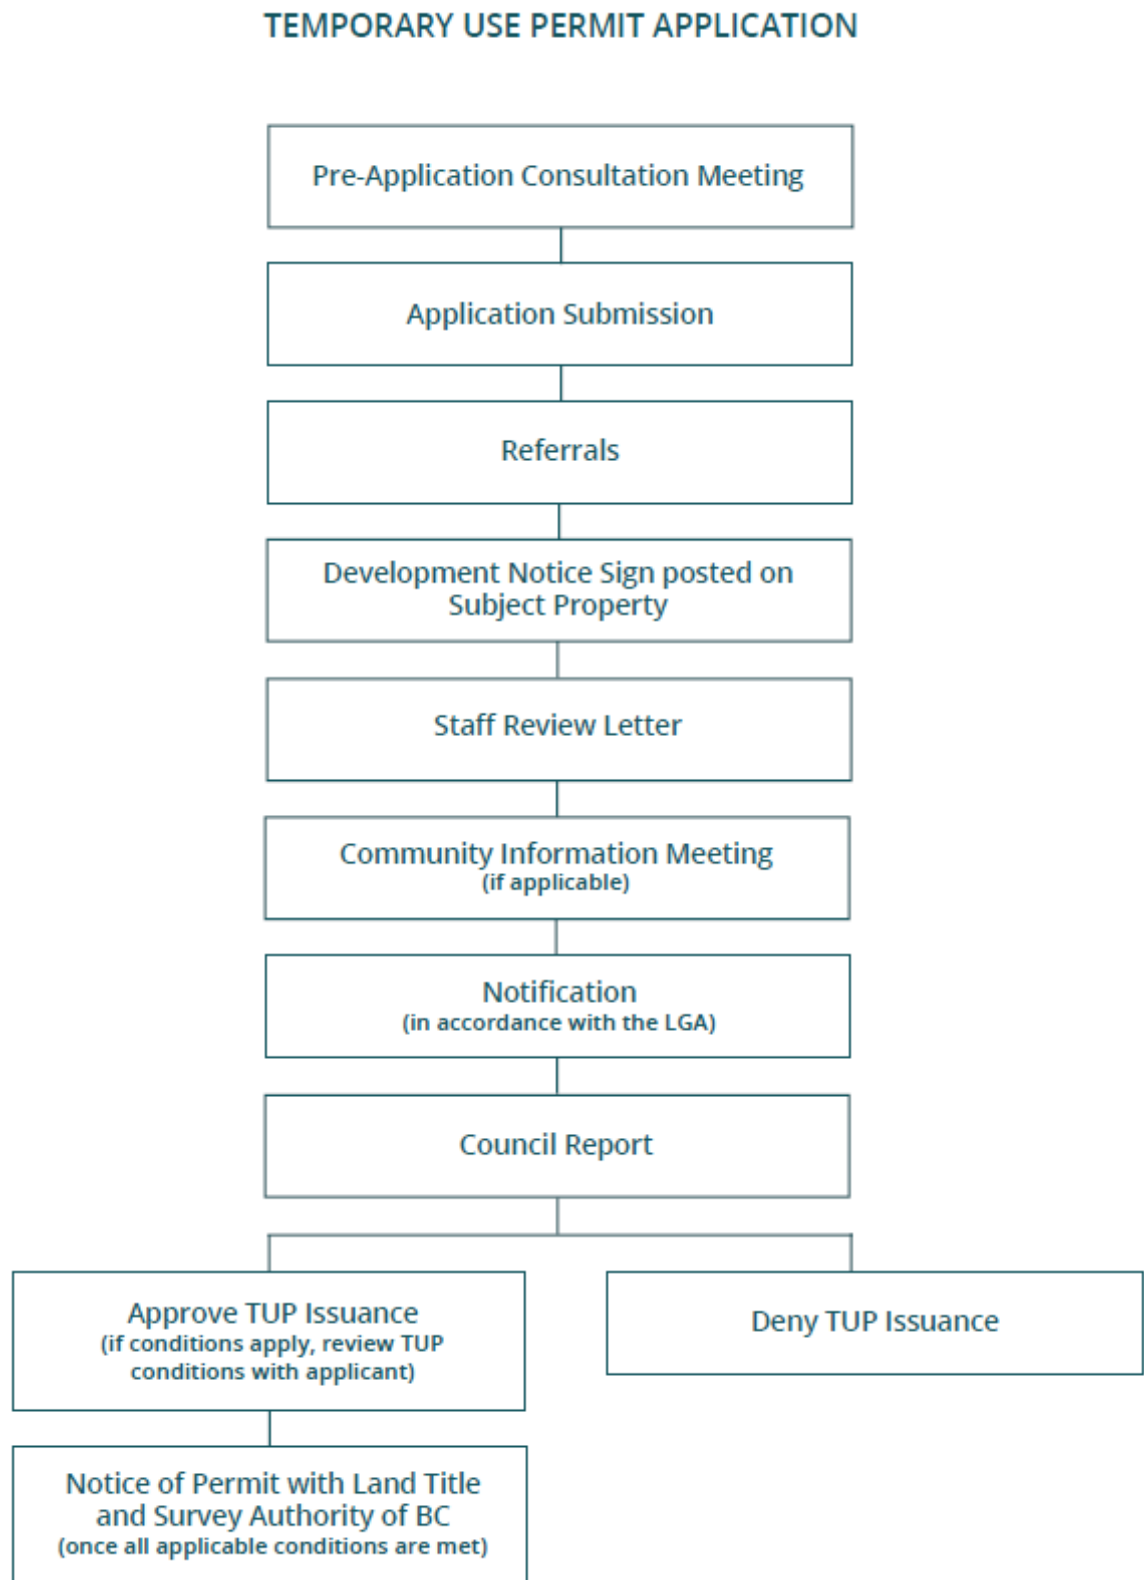 TEMPORARY USE PERMIT APPLICATION
Pre-Application Consultation Meeting
Application Submission
Referrals
Development Notice Sign posted on
Subject Property
Staff Review Letter
Community Information Meeting
(if applicable)
Notification
(in accordance with the LGA)
Council Report
Approve TUP Issuance
(if conditions apply, review TUP
conditions with applicant)
Deny TUP Issuance
Notice of Permit with Land Title
and Survey Authority of BC
(once all applicable conditions are met)